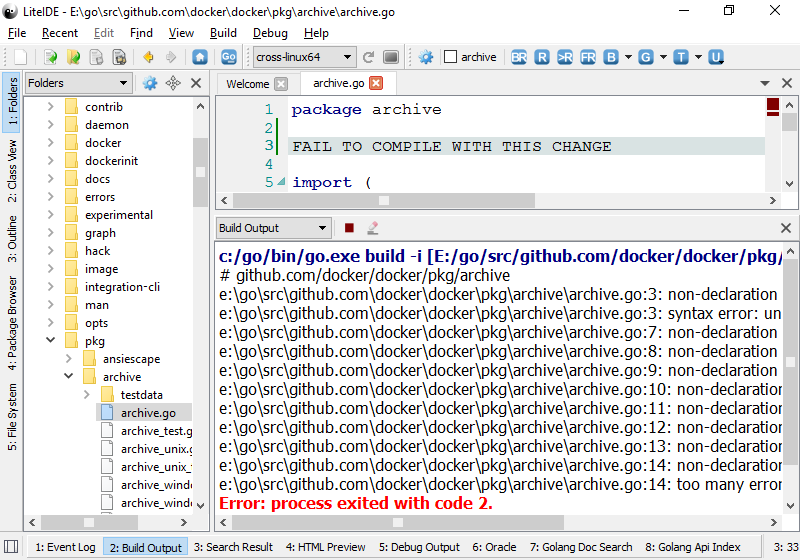 LiteIDE - E:\go\src\github.com\docker\docker\pkg\archive\archive.go
File Recent Edit Find View Build Debug Help
Go cross-linux64 archive BR R >R FR B G T U
1: Folders
2: Class View
3: Outline
4: Package Browser
5: File System
Folders
contrib
daemon
docker
dockerinit
docs
errors
experimental
graph
hack
image
integration-cli
man
opts
pkg
ansiescape
archive
testdata
archive.go
archive_test.g
archive_unix.g
archive_unix_
archive_windo
archive_windo
Welcome archive.go
1 package archive
2
3 FAIL TO COMPILE WITH THIS CHANGE
4
5 import (
Build Output
c:/go/bin/go.exe build -i [E:/go/src/github.com/docker/docker/pkg/
# github.com/docker/docker/pkg/archive
e:\go\src\github.com\docker\docker\pkg\archive\archive.go:3: non-declaration
e:\go\src\github.com\docker\docker\pkg\archive\archive.go:3: syntax error: un
e:\go\src\github.com\docker\docker\pkg\archive\archive.go:7: non-declaration
e:\go\src\github.com\docker\docker\pkg\archive\archive.go:8: non-declaration
e:\go\src\github.com\docker\docker\pkg\archive\archive.go:9: non-declaration
e:\go\src\github.com\docker\docker\pkg\archive\archive.go:10: non-declaration
e:\go\src\github.com\docker\docker\pkg\archive\archive.go:11: non-declaration
e:\go\src\github.com\docker\docker\pkg\archive\archive.go:12: non-declaration
e:\go\src\github.com\docker\docker\pkg\archive\archive.go:13: non-declaration
e:\go\src\github.com\docker\docker\pkg\archive\archive.go:14: non-declaration
e:\go\src\github.com\docker\docker\pkg\archive\archive.go:14: too many error
Error: process exited with code 2.
1: Event Log 2: Build Output 3: Search Result 4: HTML Preview 5: Debug Output 6: Oracle 7: Golang Doc Search 8: Golang Api Index 3: 33